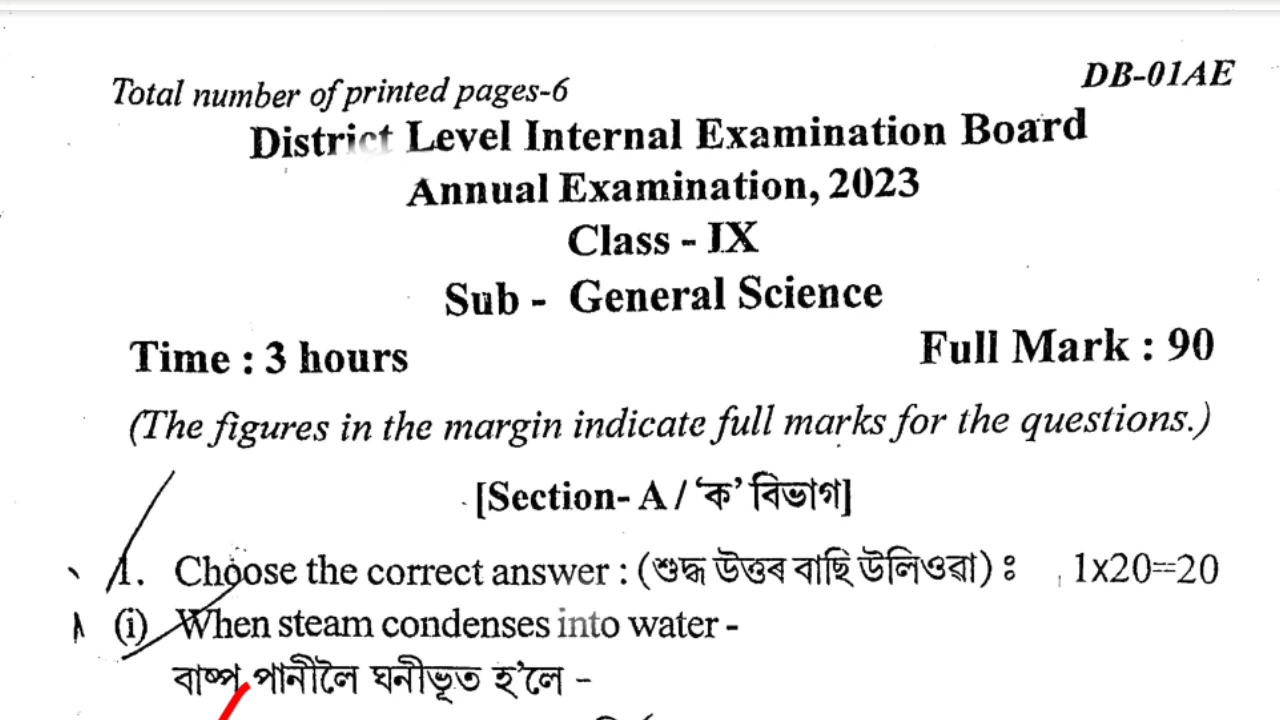 Total number of printed pages-6
DB-01AE
District Level Internal Examination Board
Annual Examination, 2023
Class - IX
Sub - General Science
Time : 3 hours
Full Mark : 90
(The figures in the margin indicate full marks for the questions.)
[Section- A / ‘ক’ বিভাগ]
1. Choose the correct answer : (শুদ্ধ উত্তৰ বাছি উলিওৱা) ঃ 1x20=20
(i) When steam condenses into water -
বাষ্প পানীলৈ ঘনীভূত হ’লে -